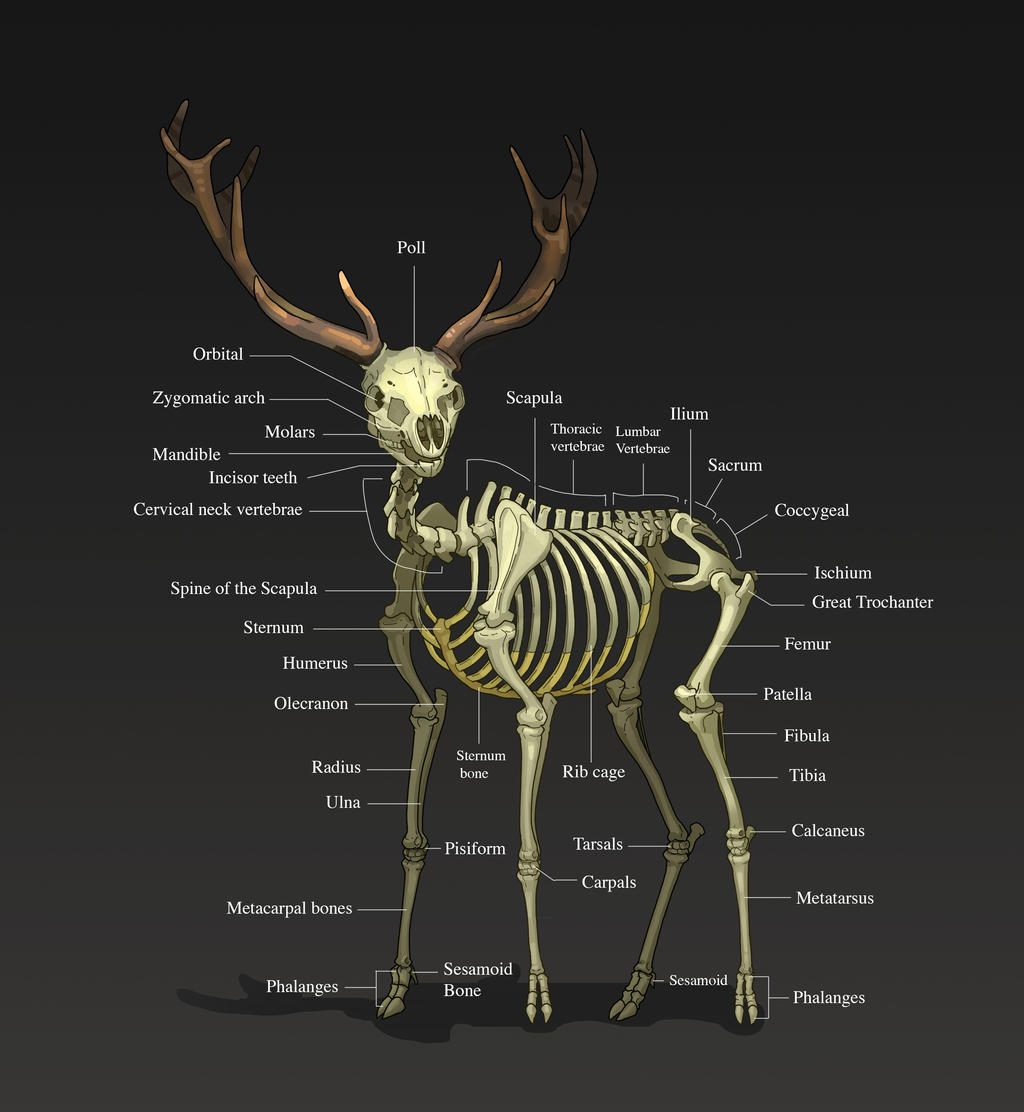 Poll
Orbital
Zygomatic arch
Scapula
Ilium
Thoracic
vertebrae
Lumbar
Vertebrae
Molars
Mandible
Sacrum
Incisor teeth
Cervical neck vertebrae
Coccygeal
Ischium
Spine of the Scapula
Great Trochanter
Sternum
Femur
Humerus
Patella
Olecranon
Fibula
Sternum
bone
Rib cage
Radius
Tibia
Ulna
Calcaneus
Pisiform
Tarsals
Carpals
Metatarsus
Metacarpal bones
Sesamoid
Bone
Sesamoid
Phalanges
Phalanges